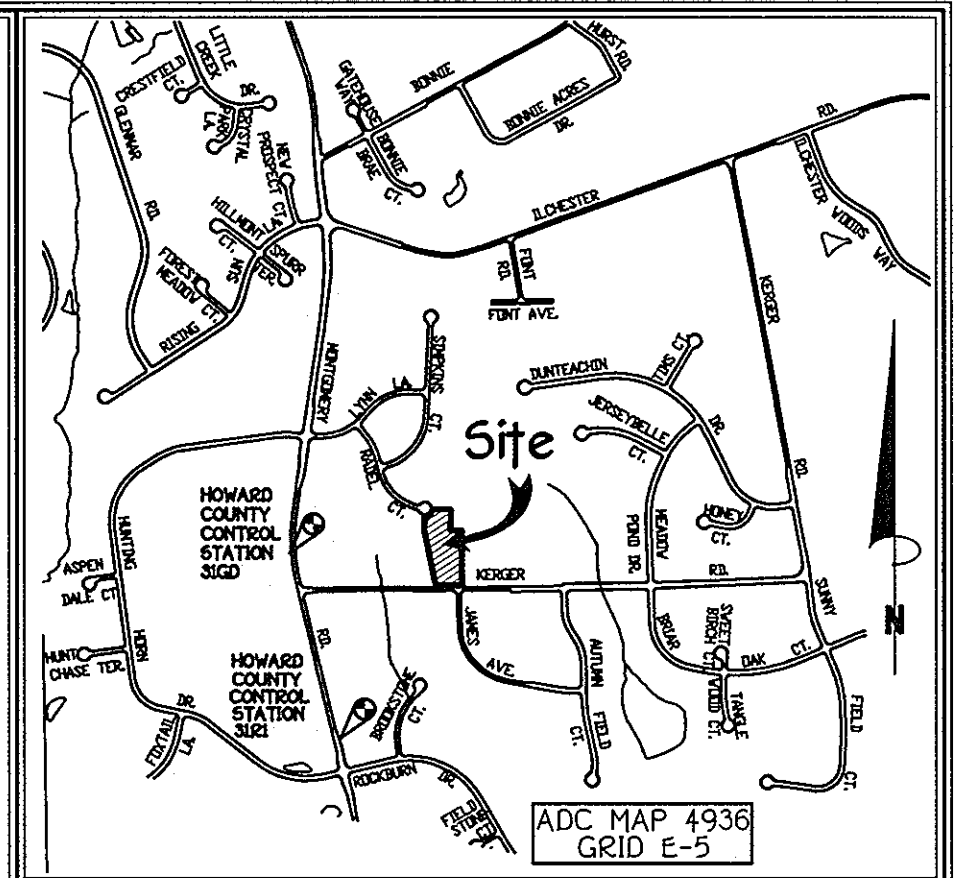 LITTLE
CREEK
DR.
CRESTFIELD
CT.
CRYSTAL
PARK
LA.
GLENMAR
RD.
NEW
PROSPECT CT.
GATEHOUSE
WAY
BONNIE
HURST
RD.
BONNIE ACRES
DR.
BONNIE
BRAE
CT.
RD.
ILCHESTER
ILCHESTER WOODS
WAY
HILLMONT
CT.
SPURR
TER.
FOREST
MEADOW CT.
RISING
SUN
LA.
FONT
RD.
FONT AVE.
KERGER
RD.
MONTGOMERY
RD.
LYNN
LA.
SIMPKINS
CT.
RADEL
CT.
DUNTEACHIN
DR.
TIMS CT.
JERSEYBELLE
CT.
HONEY
CT.
MEADOW
POND DR.
Site
HOWARD
COUNTY
CONTROL
STATION
31GD
HUNTING
HORN
DR.
ASPEN
DALE CT.
HUNT
CHASE TER.
FOXTAIL
LA.
KERGER
RD.
JANES
AVE.
AUTUMN
FIELD
CT.
BRIAR
OAK
CT.
SWEET
BIRCH CT.
TANGLE
WOOD CT.
SUNNY
FIELD
CT.
N
HOWARD
COUNTY
CONTROL
STATION
31R1
BROOKSTONE
CT.
ROCKBURN
DR.
FIELD
STONE
CT.
ADC MAP 4936
GRID E-5